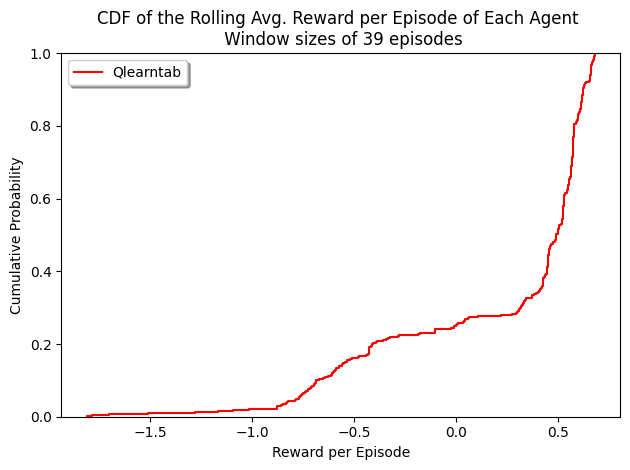 CDF of the Rolling Avg. Reward per Episode of Each Agent
Window sizes of 39 episodes
Qlearntab
1.0
0.8
0.6
0.4
0.2
0.0
Cumulative Probability
−1.5
−1.0
−0.5
0.0
0.5
Reward per Episode